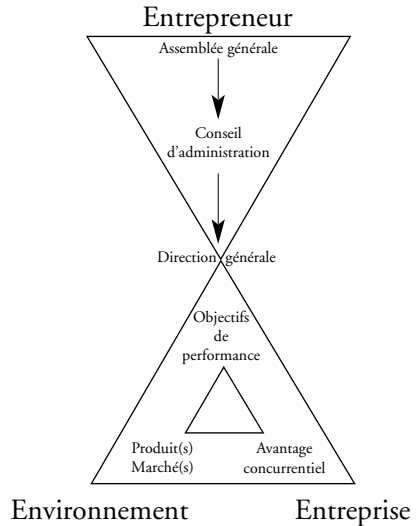 Entrepreneur
Assemblée générale
Conseil
d'administration
Direction générale
Objectifs
de
performance
Produit(s)
Marché(s)
Avantage
concurrentiel
Environnement
Entreprise